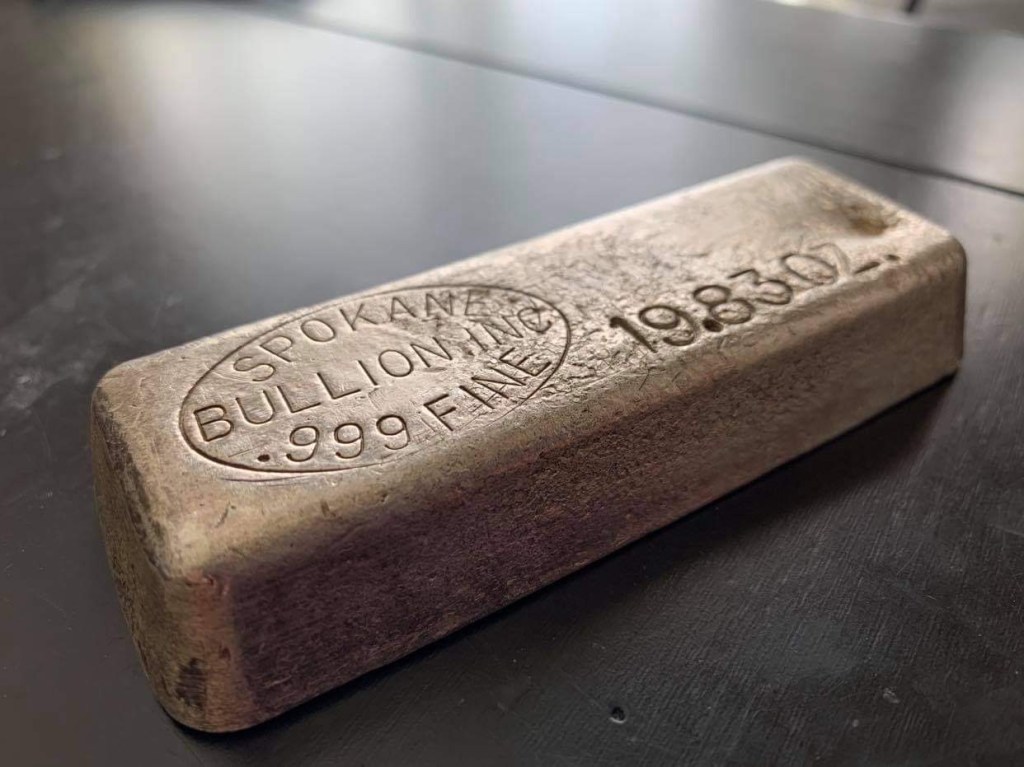 SPOKANE
BULLION INC
.999 FINE
19.83 OZ.